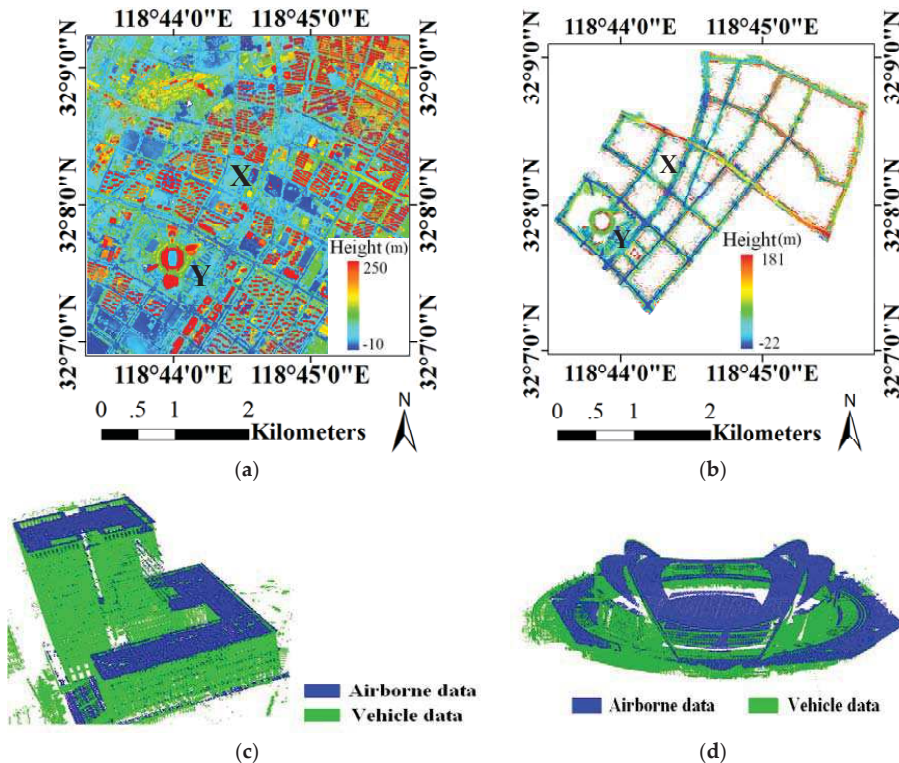 118°44'0"E 118°45'0"E
32°9'0"N
32°8'0"N
32°7'0"N
32°9'0"N
32°8'0"N
32°7'0"N
X
Y
Height (m)
250
-10
118°44'0"E 118°45'0"E
0 .5 1 2
Kilometers
N
(a)
118°44'0"E 118°45'0"E
32°9'0"N
32°8'0"N
32°7'0"N
32°9'0"N
32°8'0"N
32°7'0"N
X
Y
Height (m)
181
-22
118°44'0"E 118°45'0"E
0 .5 1 2
Kilometers
N
(b)
Airborne data
Vehicle data
(c)
Airborne data Vehicle data
(d)